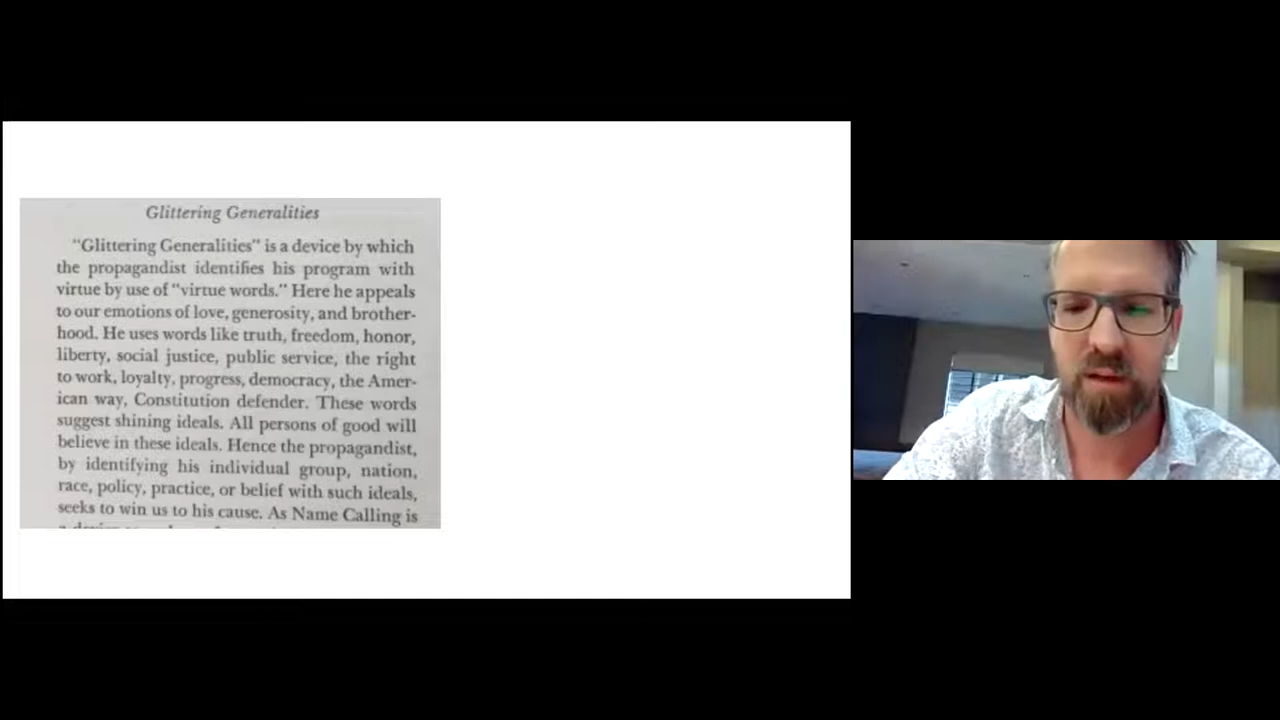 Glittering Generalities
"Glittering Generalities" is a device by which
the propagandist identifies his program with
virtue by use of "virtue words." Here he appeals
to our emotions of love, generosity, and brother-
hood. He uses words like truth, freedom, honor,
liberty, social justice, public service, the right
to work, loyalty, progress, democracy, the Amer-
ican way, Constitution defender. These words
suggest shining ideals. All persons of good will
believe in these ideals. Hence the propagandist,
by identifying his individual group, nation,
race, policy, practice, or belief with such ideals,
seeks to win us to his cause. As Name Calling is